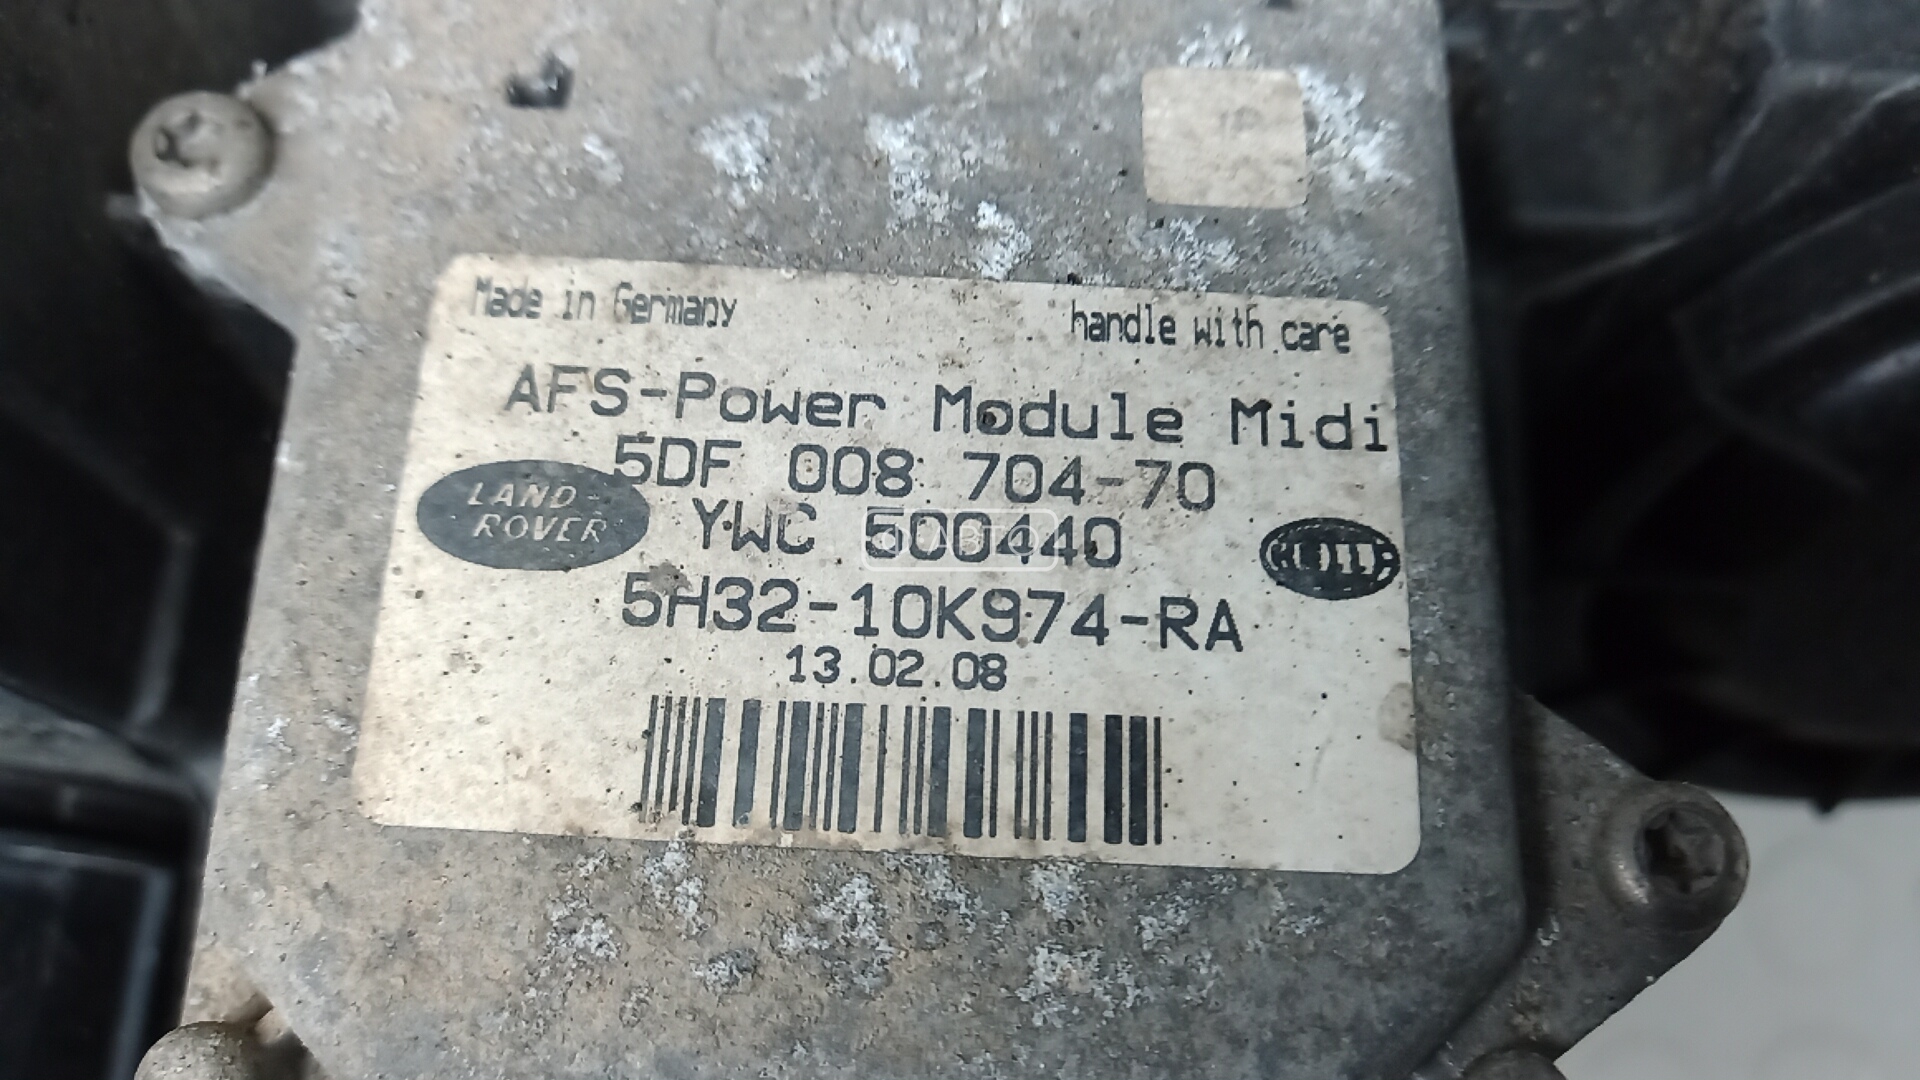 Made in Germany
handle with care
AFS-Power Module Midi
5DF 008 704-70
LAND-
ROVER
YWC 500440
HELLA
5H32-10K974-RA
13.02.08